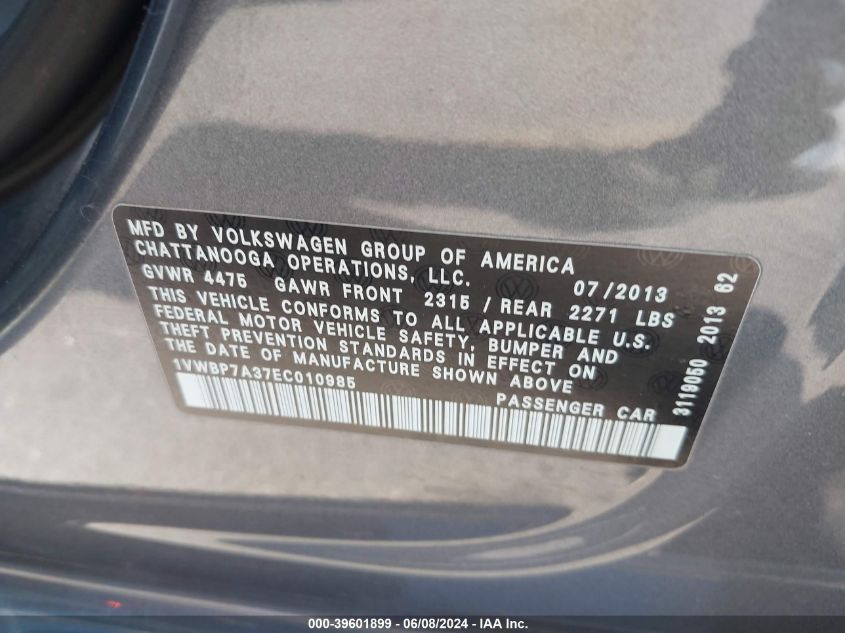 MFD BY VOLKSWAGEN GROUP OF AMERICA
CHATTANOOGA OPERATIONS, LLC. 07/2013
GVWR 4475 GAWR FRONT 2315 / REAR 2271 LBS
THIS VEHICLE CONFORMS TO ALL APPLICABLE U.S.
FEDERAL MOTOR VEHICLE SAFETY, BUMPER AND
THEFT PREVENTION STANDARDS IN EFFECT ON
THE DATE OF MANUFACTURE SHOWN ABOVE
1VWBP7A37EC010985
PASSENGER CAR
3119050 2013 62
000-39601899 - 06/08/2024 - IAA Inc.